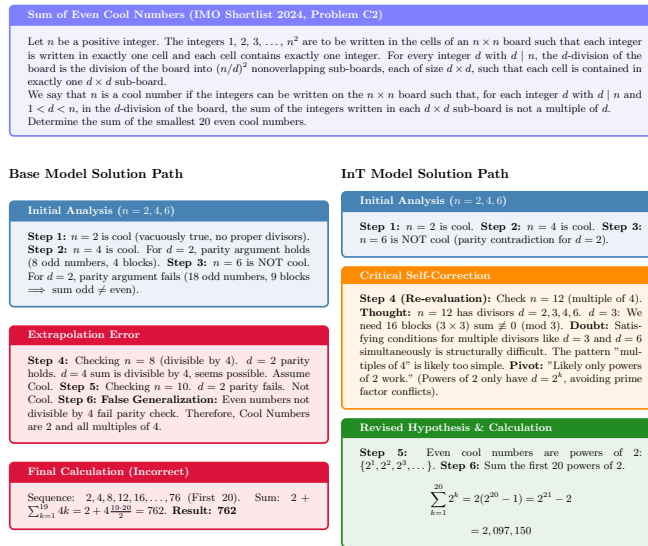 Sum of Even Cool Numbers (IMO Shortlist 2024, Problem C2)
Let n be a positive integer. The integers 1, 2, 3, …, n² are to be written in the cells of an n × n board such that each integer
is written in exactly one cell and each cell contains exactly one integer. For every integer d with d | n, the d-division of the
board is the division of the board into (n/d)² nonoverlapping sub-boards, each of size d × d, such that each cell is contained in
exactly one d × d sub-board.
We say that n is a cool number if the integers can be written on the n × n board such that, for each integer d with d | n and
1 < d < n, in the d-division of the board, the sum of the integers written in each d × d sub-board is not a multiple of d.
Determine the sum of the smallest 20 even cool numbers.
Base Model Solution Path
Initial Analysis (n = 2, 4, 6)
Step 1: n = 2 is cool (vacuously true, no proper divisors).
Step 2: n = 4 is cool. For d = 2, parity argument holds
(8 odd numbers, 4 blocks). Step 3: n = 6 is NOT cool.
For d = 2, parity argument fails (18 odd numbers, 9 blocks
⟹ sum odd ≠ even).
Extrapolation Error
Step 4: Checking n = 8 (divisible by 4). d = 2 parity
holds. d = 4 sum is divisible by 4, seems possible. Assume
Cool. Step 5: Checking n = 10. d = 2 parity fails. Not
Cool. Step 6: False Generalization: Even numbers not
divisible by 4 fail parity check. Therefore, Cool Numbers
are 2 and all multiples of 4.
Final Calculation (Incorrect)
Sequence: 2, 4, 8, 12, 16, …, 76 (First 20). Sum: 2 +
∑_{k=1}^{19} 4k = 2 + 4 (19·20)/2 = 762. Result: 762
InT Model Solution Path
Initial Analysis (n = 2, 4, 6)
Step 1: n = 2 is cool. Step 2: n = 4 is cool. Step 3:
n = 6 is NOT cool (parity contradiction for d = 2).
Critical Self-Correction
Step 4 (Re-evaluation): Check n = 12 (multiple of 4).
Thought: n = 12 has divisors d = 2, 3, 4, 6. d = 3: We
need 16 blocks (3 × 3) sum ≢ 0 (mod 3). Doubt: Satis-
fying conditions for multiple divisors like d = 3 and d = 6
simultaneously is structurally difficult. The pattern "mul-
tiples of 4" is likely too simple. Pivot: "Likely only powers
of 2 work." (Powers of 2 only have d = 2^k, avoiding prime
factor conflicts).
Revised Hypothesis & Calculation
Step 5: Even cool numbers are powers of 2:
{2¹, 2², 2³, …}. Step 6: Sum the first 20 powers of 2.
∑_{k=1}^{20} 2^k = 2(2^{20} − 1) = 2^{21} − 2
= 2,097,150